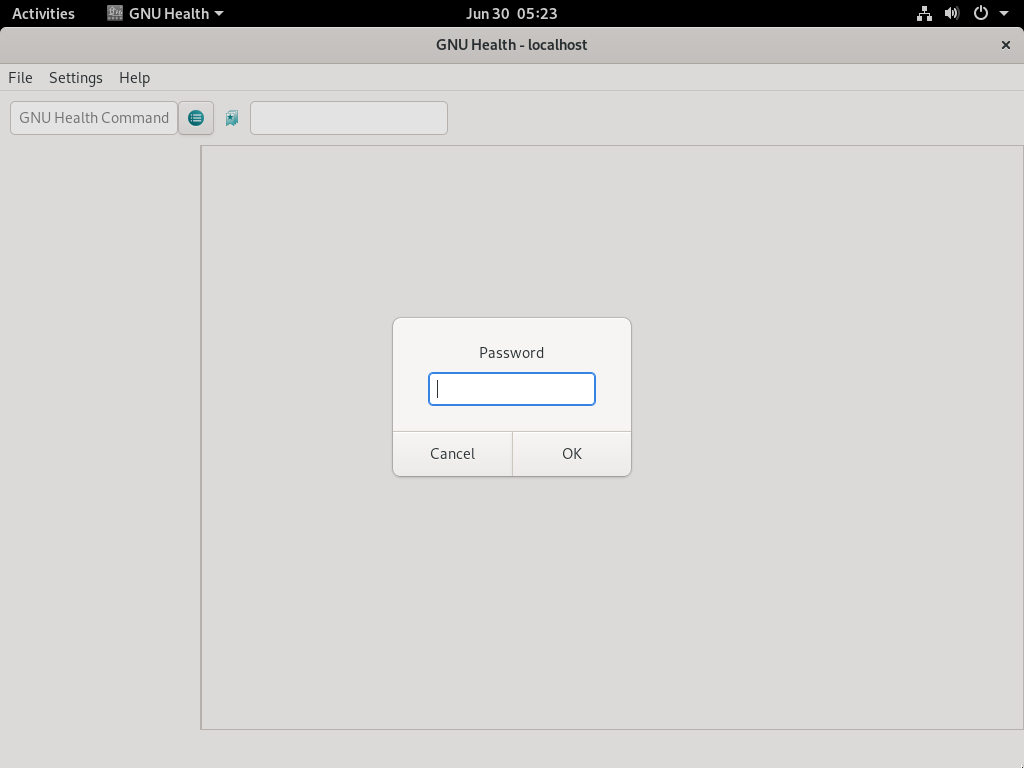 Activities GNU Health Jun 30 05:23
GNU Health - localhost
File Settings Help
GNU Health Command
Password
Cancel OK